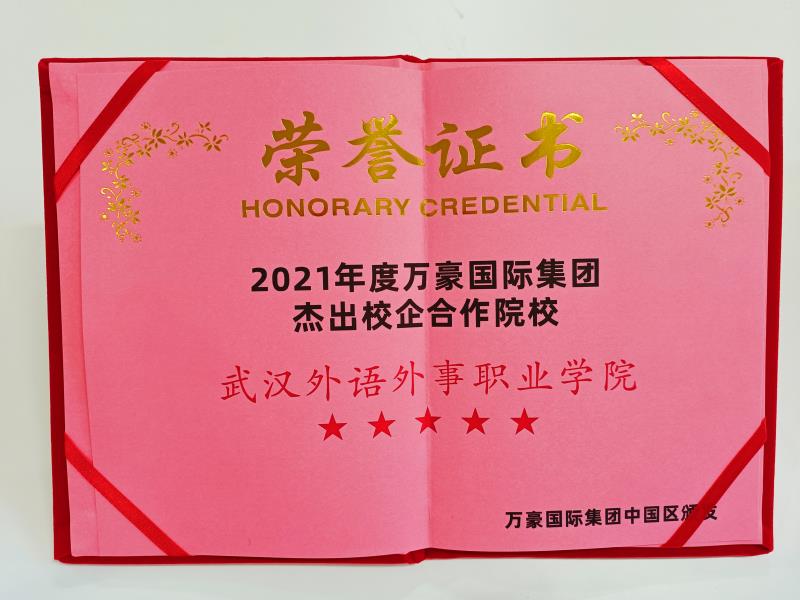 荣誉证书
HONORARY CREDENTIAL
2021年度万豪国际集团
杰出校企合作院校
武汉外语外事职业学院
万豪国际集团中国区颁发